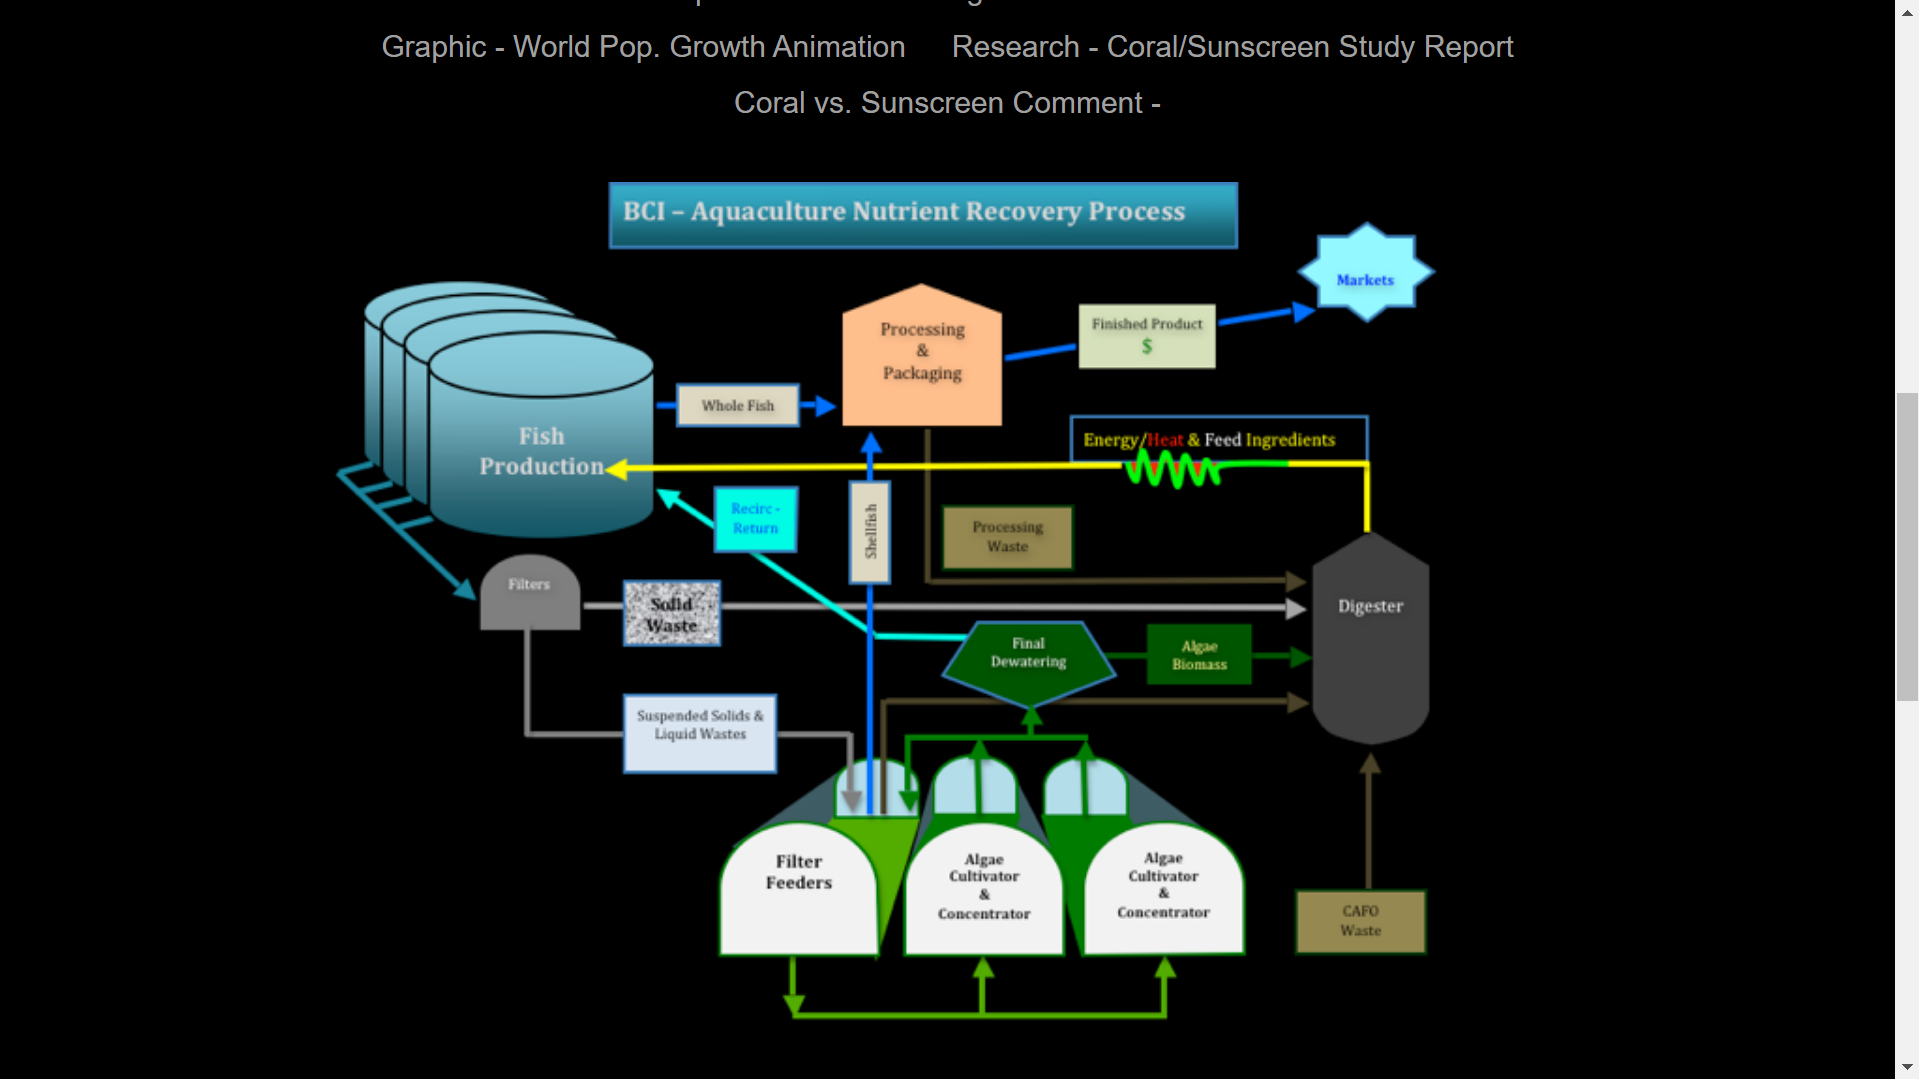 Graphic - World Pop. Growth Animation
Research - Coral/Sunscreen Study Report
Coral vs. Sunscreen Comment -
BCI – Aquaculture Nutrient Recovery Process
Markets
Processing
&
Packaging
Finished Product
$
Whole Fish
Fish
Production
Energy/Heat & Feed Ingredients
Recirc -
Return
Shellfish
Processing
Waste
Filters
Solid
Waste
Digester
Final
Dewatering
Algae
Biomass
Suspended Solids &
Liquid Wastes
Filter
Feeders
Algae
Cultivator
&
Concentrator
Algae
Cultivator
&
Concentrator
CAFO
Waste